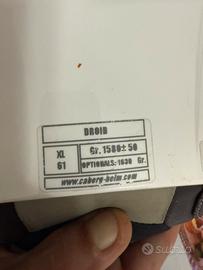 DROID
XL
61
Gr. 1580± 50
OPTIONALS: 1630 Gr.
www.caberg-helm.com
Subito